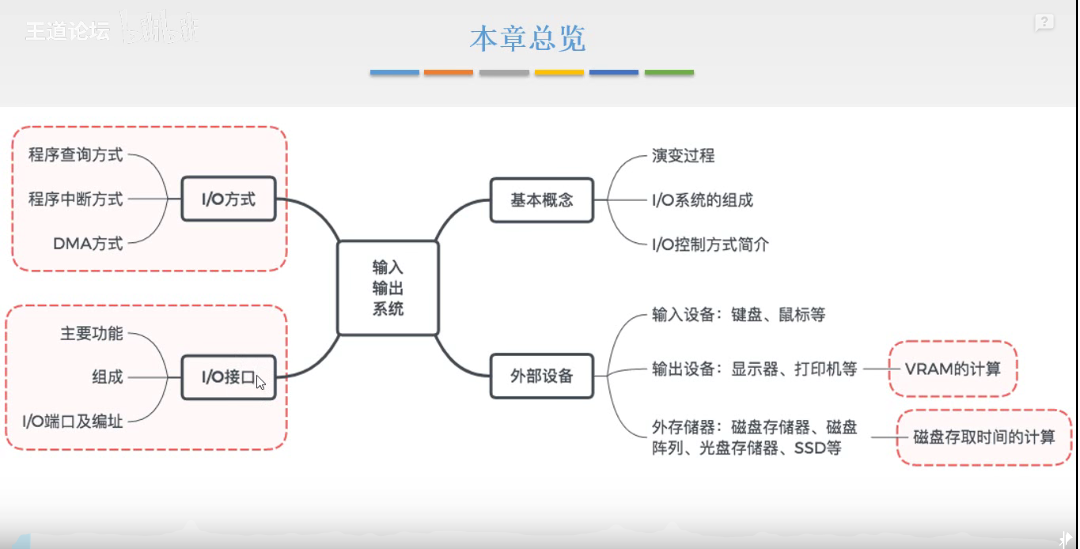 王道论坛 bilibili
本章总览
程序查询方式
程序中断方式
DMA方式
I/O方式
主要功能
组成
I/O端口及编址
I/O接口
输入
输出
系统
基本概念
演变过程
I/O系统的组成
I/O控制方式简介
外部设备
输入设备：键盘、鼠标等
输出设备：显示器、打印机等
VRAM的计算
外存储器：磁盘存储器、磁盘
阵列、光盘存储器、SSD等
磁盘存取时间的计算